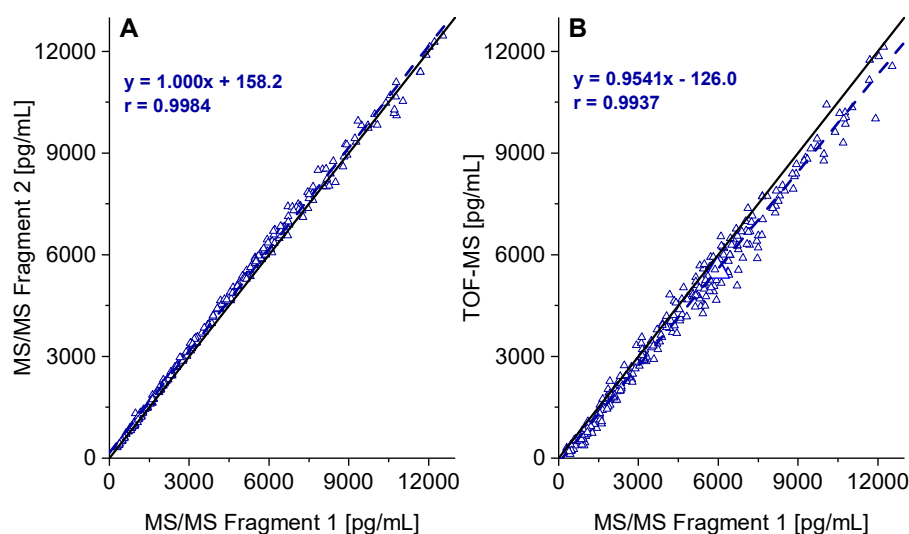 A
y = 1.000x + 158.2
r = 0.9984
MS/MS Fragment 2 [pg/mL]
12000
9000
6000
3000
0
0 3000 6000 9000 12000
MS/MS Fragment 1 [pg/mL]
B
y = 0.9541x - 126.0
r = 0.9937
TOF-MS [pg/mL]
12000
9000
6000
3000
0
0 3000 6000 9000 12000
MS/MS Fragment 1 [pg/mL]